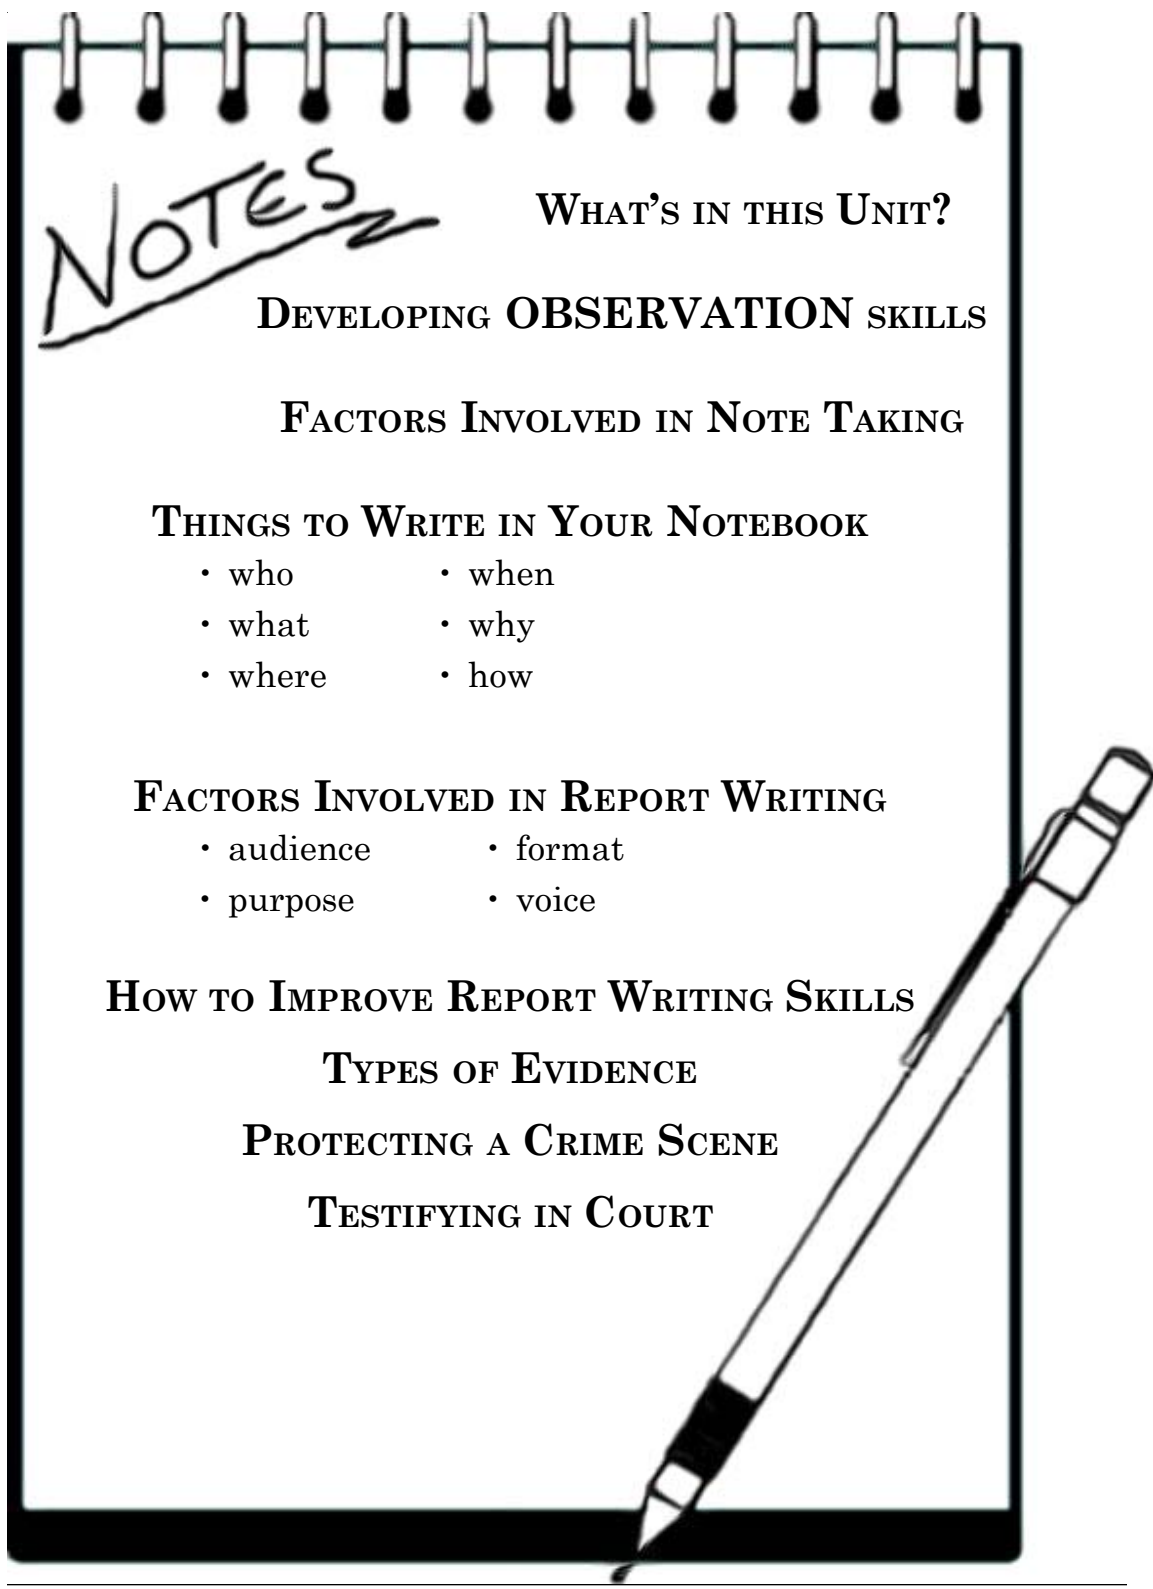 NOTES
What's in this Unit?
Developing OBSERVATION skills
Factors Involved in Note Taking
Things to Write in Your Notebook
• who • when
• what • why
• where • how
Factors Involved in Report Writing
• audience • format
• purpose • voice
How to Improve Report Writing Skills
Types of Evidence
Protecting a Crime Scene
Testifying in Court